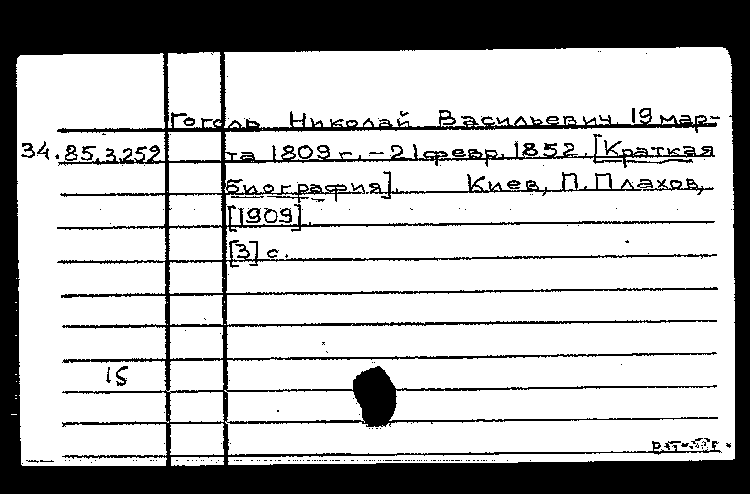 Гоголь Николай Васильевич 19 мар-
34.85.3.259 та 1809 г. – 21 февр. 1852. [Краткая
биография]. Киев, П. Плахов,
[1909]
[3] с.
15